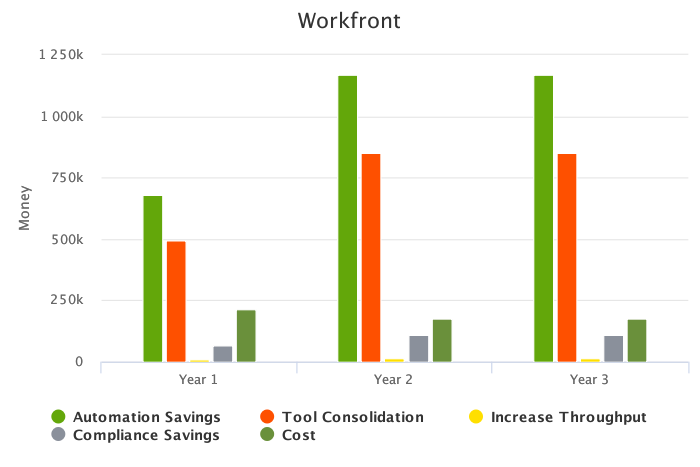 Workfront
1 250k
1 000k
750k
500k
250k
0
Money
Year 1
Year 2
Year 3
Automation Savings
Tool Consolidation
Increase Throughput
Compliance Savings
Cost